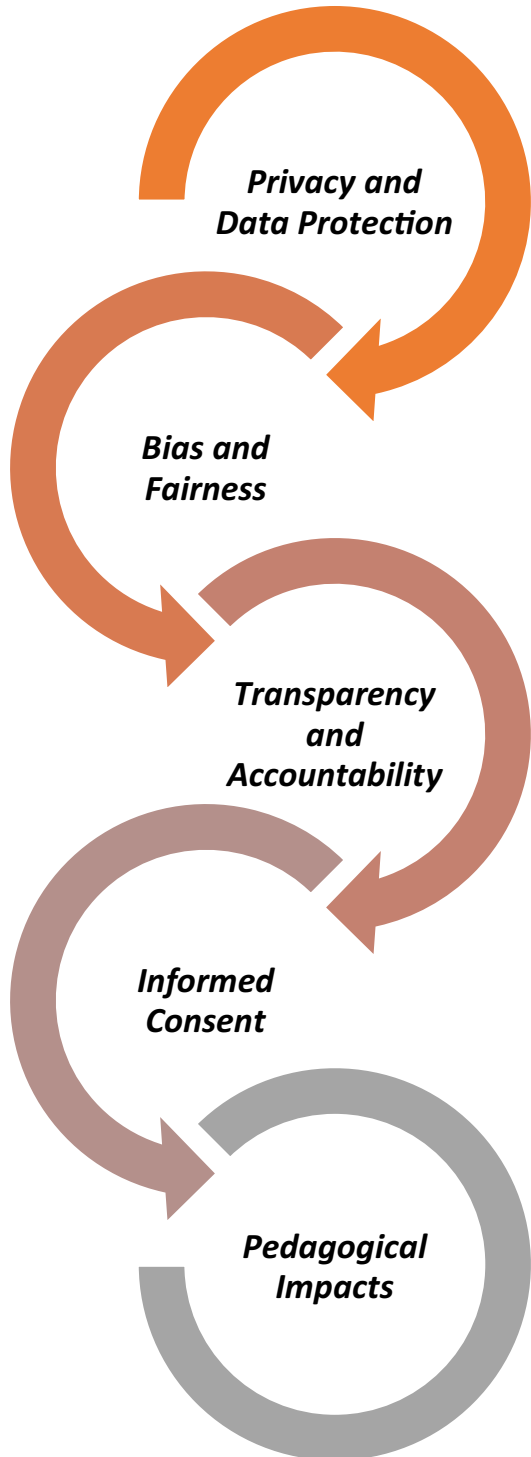 Privacy and
Data Protection
Bias and
Fairness
Transparency
and
Accountability
Informed
Consent
Pedagogical
Impacts